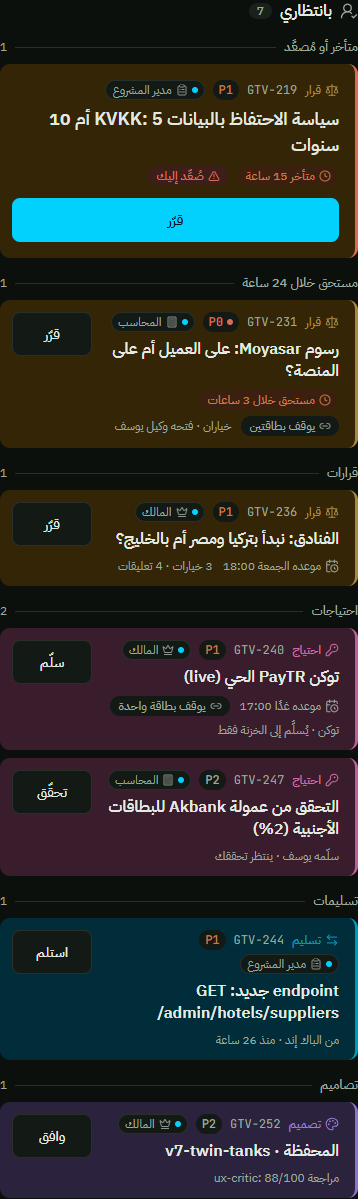 بانتظاري 7
متأخر أو مُصعَّد 1
قرار GTV-219 P1 مدير المشروع
سياسة الاحتفاظ بالبيانات KVKK: 5 أم 10
سنوات
متأخر 15 ساعة صُعِّد إليك
قرّر
مستحق خلال 24 ساعة 1
قرار GTV-231 P0 المحاسب
قرّر
رسوم Moyasar: على العميل أم على
المنصة؟
مستحق خلال 3 ساعات
يوقف بطاقتين خياران · فتحه وكيل يوسف
قرارات 1
قرار GTV-236 P1 المالك
قرّر
الفنادق: نبدأ بتركيا ومصر أم بالخليج؟
موعده الجمعة 18:00 3 خيارات · 4 تعليقات
احتياجات 2
احتياج GTV-240 P1 المالك
سلّم
توكن PayTR الحي (live)
موعده غدًا 17:00 يوقف بطاقة واحدة
توكن · يُسلَّم إلى الخزنة فقط
احتياج GTV-247 P2 المحاسب
تحقّق
التحقق من عمولة Akbank للبطاقات
الأجنبية (2%)
سلّمه يوسف · ينتظر تحققك
تسليمات 1
تسليم GTV-244 P1
استلم
مدير المشروع
endpoint جديد: GET
/admin/hotels/suppliers
من الباك إند · منذ 26 ساعة
تصاميم 1
تصميم GTV-252 P2 المالك
وافق
المحفظة · v7-twin-tanks
مراجعة ux-critic: 88/100